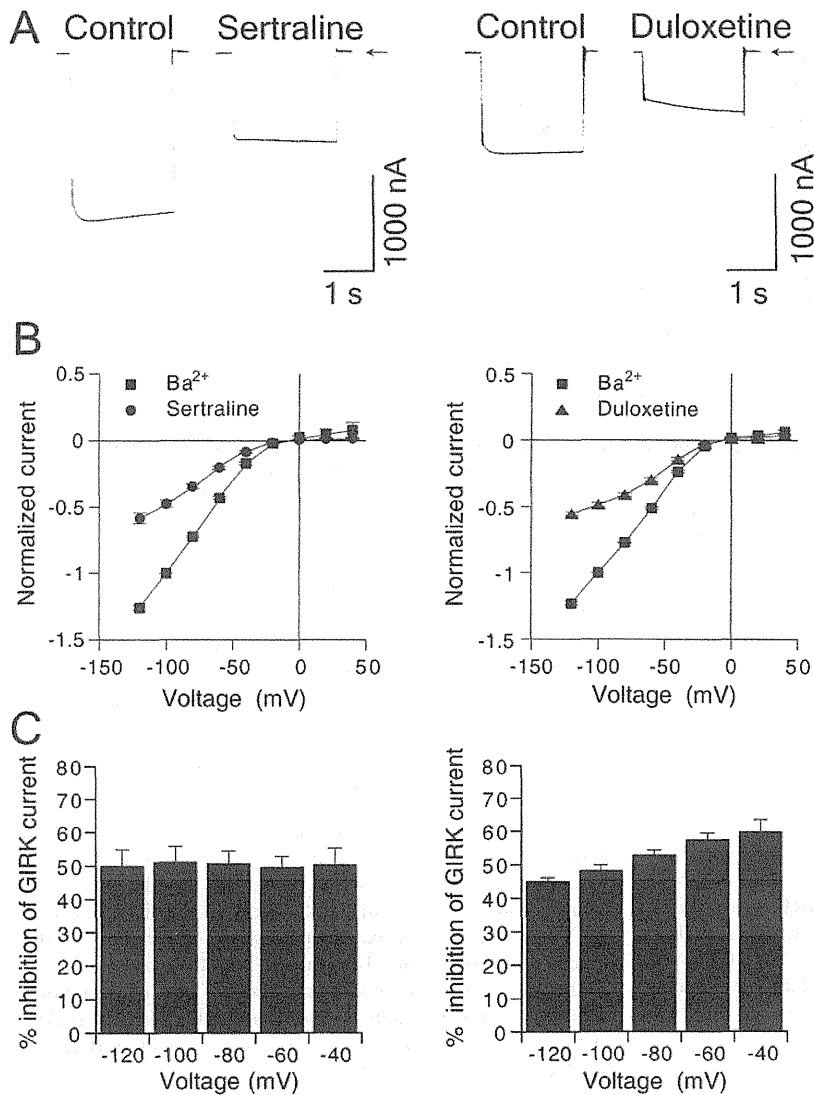 A
Control Sertraline
Control Duloxetine
1000 nA
1 s
1000 nA
1 s
B
Normalized current
0.5
0
-0.5
-1
-1.5
Ba2+
Sertraline
-150 -100 -50 0 50
Voltage (mV)
Normalized current
0.5
0
-0.5
-1
-1.5
Ba2+
Duloxetine
-150 -100 -50 0 50
Voltage (mV)
C
% inhibition of GIRK current
80
70
60
50
40
30
20
10
0
-120 -100 -80 -60 -40
Voltage (mV)
% inhibition of GIRK current
80
70
60
50
40
30
20
10
0
-120 -100 -80 -60 -40
Voltage (mV)